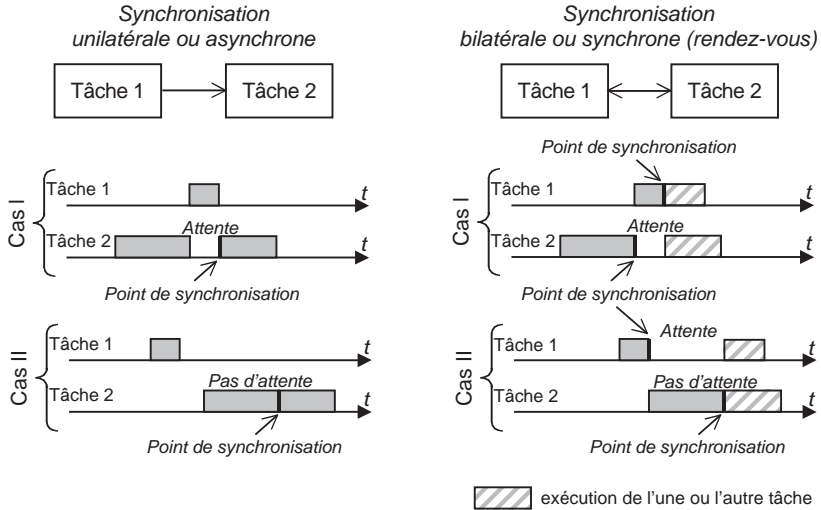 Synchronisation
unilatérale ou asynchrone
Tâche 1
Tâche 2
Cas I
Tâche 1
t
Attente
Tâche 2
t
Point de synchronisation
Cas II
Tâche 1
t
Pas d'attente
Tâche 2
t
Point de synchronisation
Synchronisation
bilatérale ou synchrone (rendez-vous)
Tâche 1
Tâche 2
Point de synchronisation
Cas I
Tâche 1
t
Attente
Tâche 2
t
Point de synchronisation
Cas II
Attente
Tâche 1
t
Pas d'attente
Tâche 2
t
Point de synchronisation
exécution de l'une ou l'autre tâche